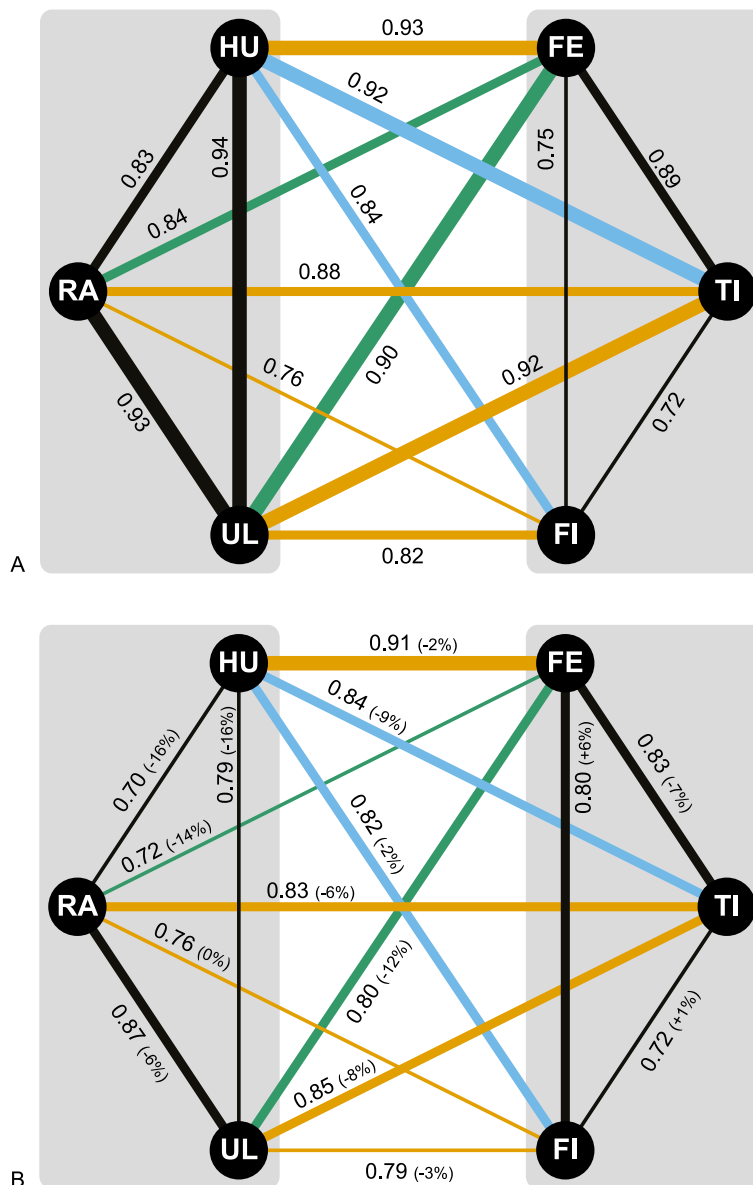 0.93
HU
FE
0.92
0.94
0.75
0.83
0.89
0.84
0.84
RA
0.88
TI
0.76
0.90
0.92
0.93
0.72
UL
FI
0.82
A
0.91 (-2%)
HU
FE
0.84 (-9%)
0.79 (-16%)
0.80 (+6%)
0.70 (-16%)
0.83 (-7%)
0.82 (-2%)
0.72 (-14%)
RA
0.83 (-6%)
TI
0.76 (0%)
0.80 (-12%)
0.87 (-6%)
0.72 (+1%)
0.85 (-8%)
UL
FI
0.79 (-3%)
B